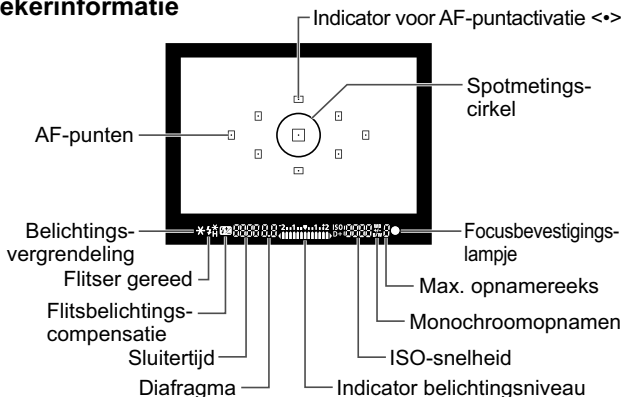 ekerinformatie
Indicator voor AF-puntactivatie <•>
Spotmetings-
cirkel
AF-punten
Belichtings-
vergrendeling
Focusbevestigings-
lampje
Flitser gereed
Max. opnamereeks
Flitsbelichtings-
compensatie
Monochroomopnamen
Sluitertijd
ISO-snelheid
Diafragma
Indicator belichtingsniveau